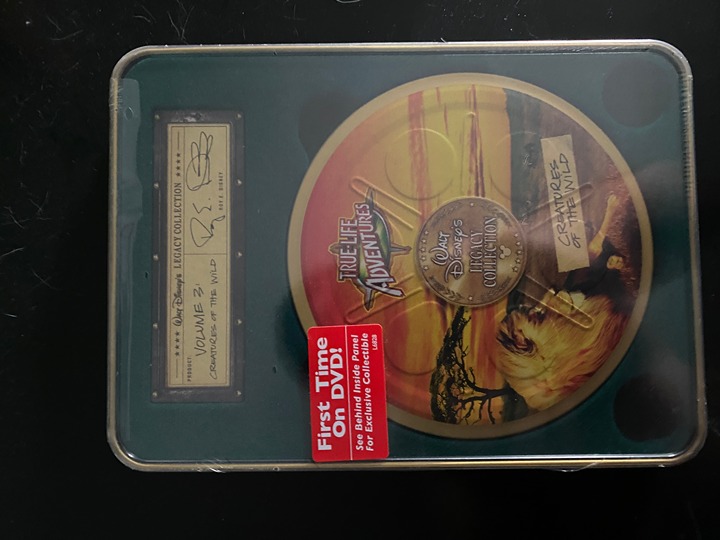 ★★★★ Walt Disney's LEGACY COLLECTION ★★★★
PRODUCT:
VOLUME 3.
CREATURES OF THE WILD
ROY E. DISNEY
TRUE-LIFE
ADVENTURES
WALT
DISNEY'S
LEGACY
COLLECTION
CREATURES
OF THE WILD
First Time
On DVD!
See Behind Inside Panel
For Exclusive Collectible